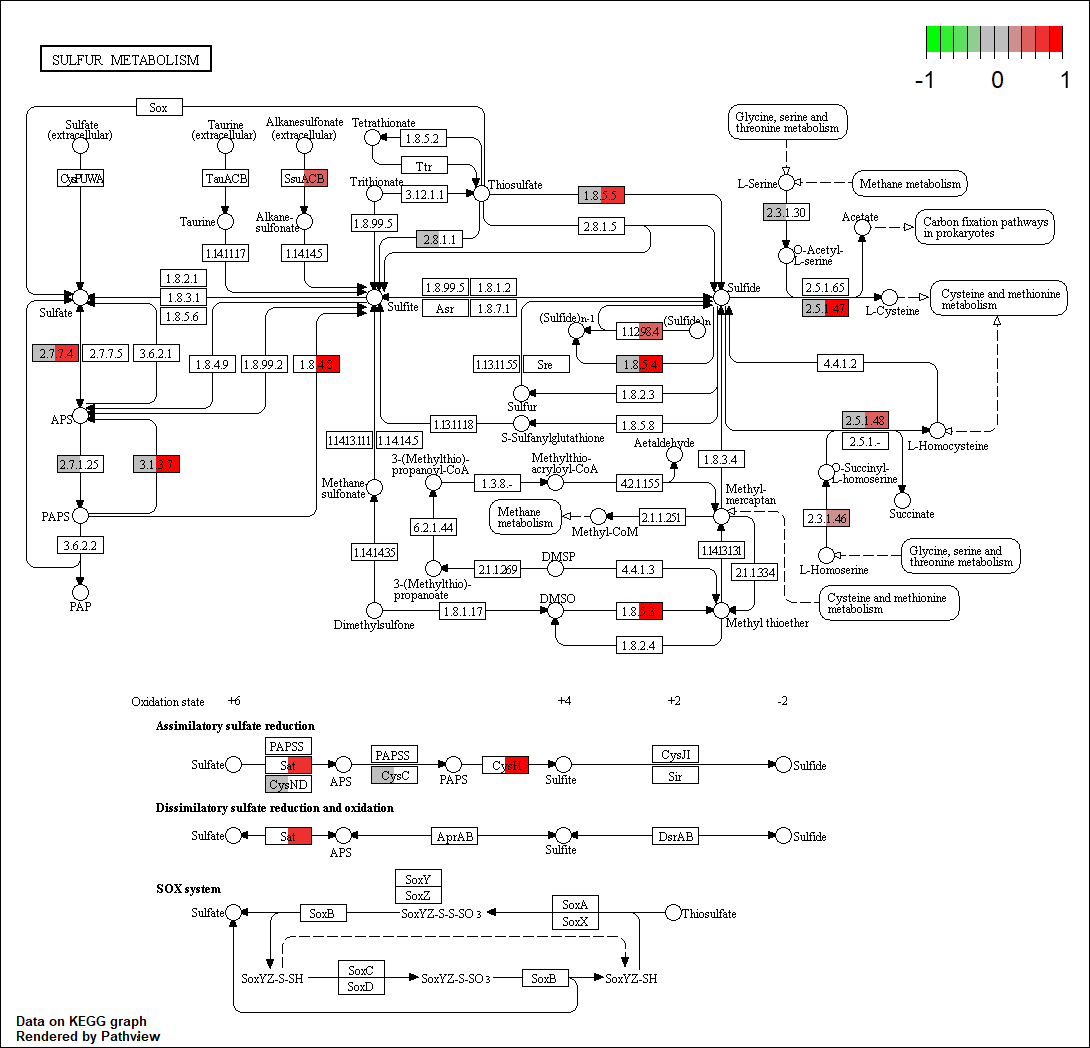 SULFUR METABOLISM
-1 0 1
Sox
Sulfate
(extracellular)
Taurine
(extracellular)
Alkanesulfonate
(extracellular)
Tetrathionate
1.8.5.2
Glycine, serine and
threonine metabolism
CysPUWA
TauACB
SsuACB
Ttr
Trithionate
3.12.1.1
Thiosulfate
1.8.5.5
L-Serine
Methane metabolism
Taurine
Alkane-
sulfonate
1.8.99.5
2.8.1.1
2.8.1.5
2.3.1.30
Acetate
Carbon fixation pathways
in prokaryotes
1.14.11.17
1.14.14.5
O-Acetyl-
L-serine
1.8.2.1
1.8.3.1
1.8.5.6
Sulfate
Sulfite
1.8.99.5
1.8.1.2
Asr
1.8.7.1
Sulfide
2.5.1.65
2.5.1.47
L-Cysteine
Cysteine and methionine
metabolism
(Sulfide)n-1
1.12.98.4
(Sulfide)n
2.7.7.4
2.7.7.5
3.6.2.1
1.8.4.9
1.8.99.2
1.8.4.8
1.13.11.55
Sre
1.8.5.4
4.4.1.2
1.8.2.3
Sulfur
APS
1.13.11.18
1.8.5.8
S-Sulfanylglutathione
2.5.1.48
2.5.1.-
L-Homocysteine
1.14.13.111
1.14.14.5
Aetaldehyde
2.7.1.25
3.1.3.7
3-(Methylthio)-
propanoyl-CoA
Methylthio-
acryloyl-CoA
1.8.3.4
O-Succinyl-
L-homoserine
1.3.8.-
4.2.1.155
Methane
sulfonate
Methyl-
mercaptan
Succinate
PAPS
6.2.1.44
Methane
metabolism
Methyl-CoM
2.1.1.251
2.3.1.46
3.6.2.2
1.14.14.35
1.14.13.131
L-Homoserine
Glycine, serine and
threonine metabolism
DMSP
2.1.1.269
4.4.1.3
2.1.1.334
3-(Methylthio)-
propanoate
PAP
DMSO
Cysteine and methionine
metabolism
Dimethylsulfone
1.8.1.17
1.8.5.3
Methyl thioether
1.8.2.4
Oxidation state +6 +4 +2 -2
Assimilatory sulfate reduction
PAPSS
PAPSS
CysJI
Sulfate
Sat
APS
CysND
CysC
PAPS
CysH
Sulfite
Sir
Sulfide
Dissimilatory sulfate reduction and oxidation
Sulfate
Sat
APS
AprAB
Sulfite
DsrAB
Sulfide
SOX system
SoxY
SoxZ
Sulfate
SoxB
SoxYZ-S-S-SO 3
SoxA
SoxX
Thiosulfate
SoxYZ-S-SH
SoxC
SoxD
SoxYZ-S-SO 3
SoxB
SoxYZ-SH
Data on KEGG graph
Rendered by Pathview